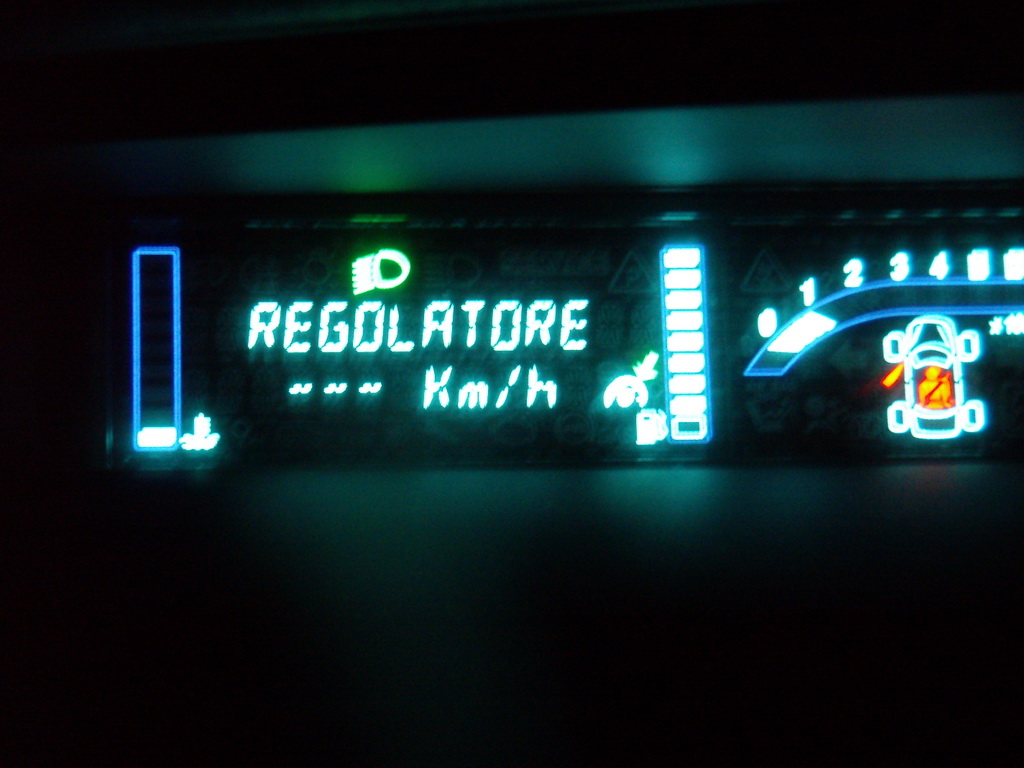 REGOLATORE
--- Km/h
0 1 2 3 4